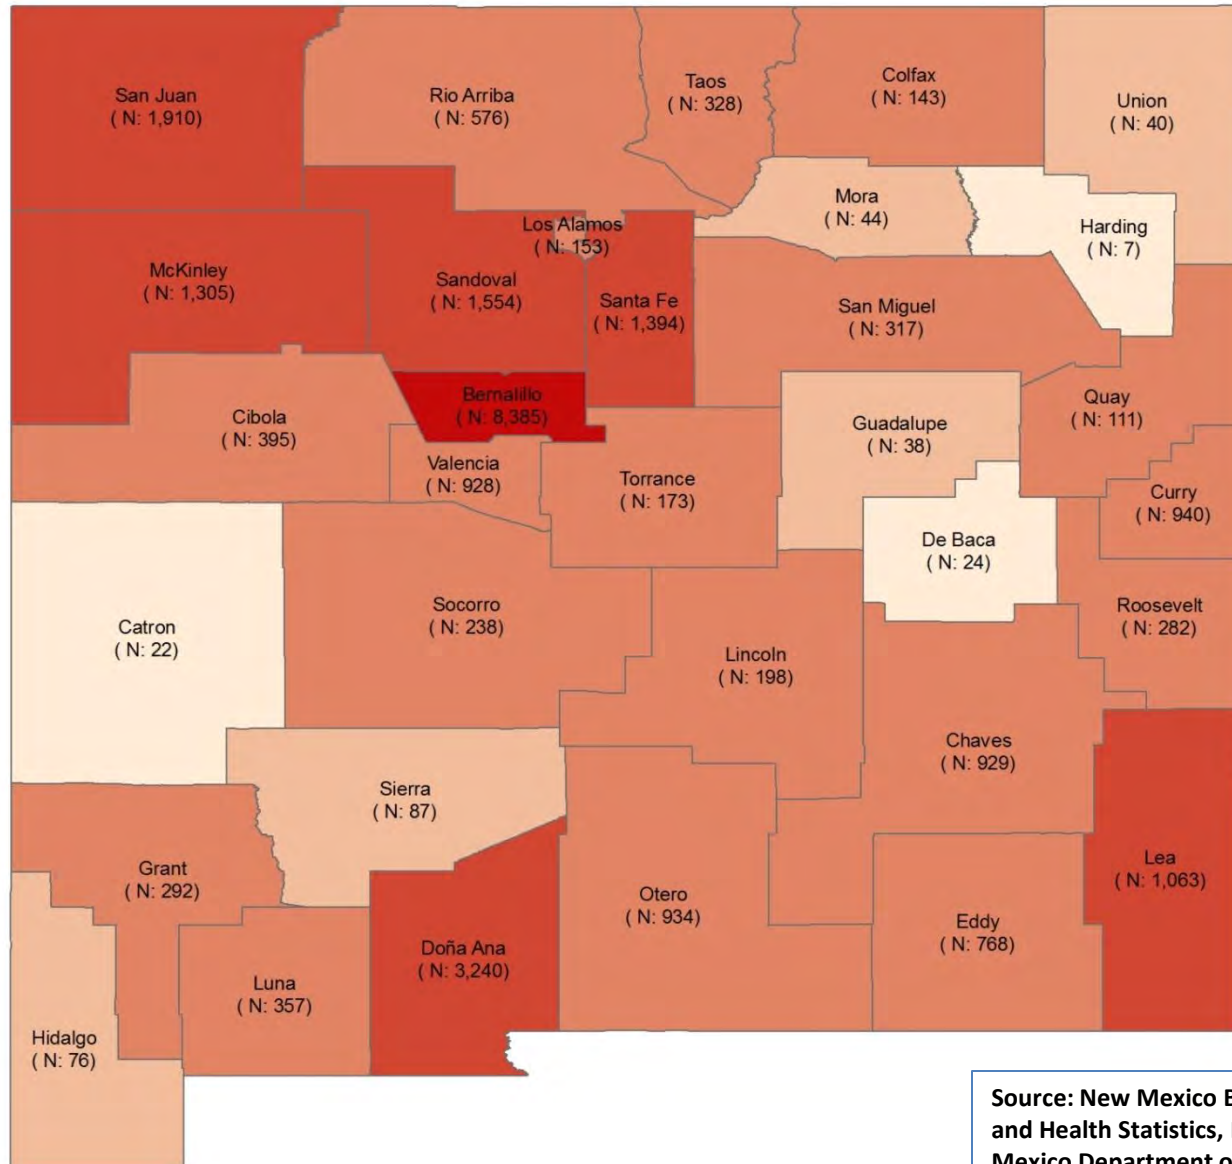 San Juan
( N: 1,910)
Rio Arriba
( N: 576)
Taos
( N: 328)
Colfax
( N: 143)
Union
( N: 40)
Mora
( N: 44)
Harding
( N: 7)
Los Alamos
( N: 153)
McKinley
( N: 1,305)
Sandoval
( N: 1,554)
Santa Fe
( N: 1,394)
San Miguel
( N: 317)
Bernalillo
( N: 8,385)
Cibola
( N: 395)
Valencia
( N: 928)
Torrance
( N: 173)
Guadalupe
( N: 38)
Quay
( N: 111)
Curry
( N: 940)
De Baca
( N: 24)
Roosevelt
( N: 282)
Catron
( N: 22)
Socorro
( N: 238)
Lincoln
( N: 198)
Chaves
( N: 929)
Sierra
( N: 87)
Grant
( N: 292)
Otero
( N: 934)
Lea
( N: 1,063)
Eddy
( N: 768)
Doña Ana
( N: 3,240)
Luna
( N: 357)
Hidalgo
( N: 76)
Source: New Mexico
and Health Statistics,
Mexico Department